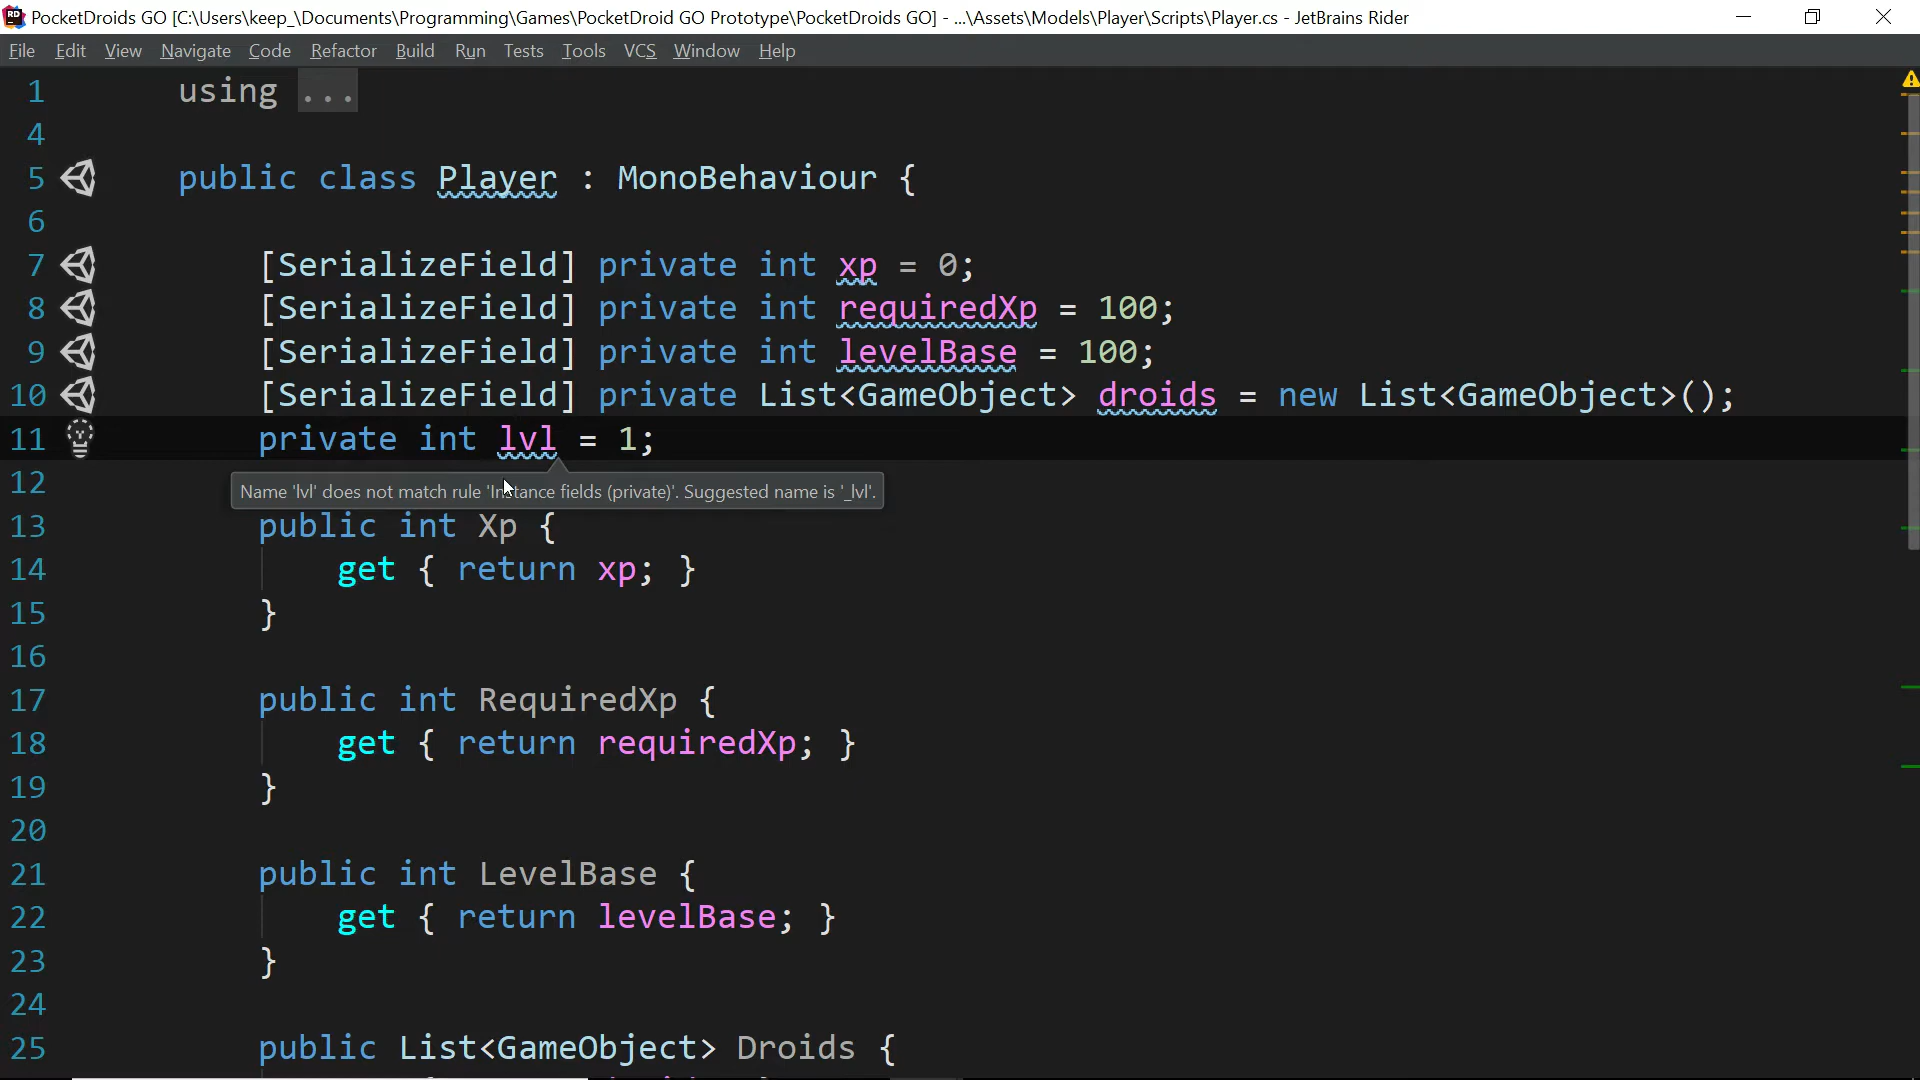 PocketDroids GO [C:\Users\keep_\Documents\Programming\Games\PocketDroid GO Prototype\PocketDroids GO] - ...\Assets\Models\Player\Scripts\Player.cs - JetBrains Rider
File Edit View Navigate Code Refactor Build Run Tests Tools VCS Window Help
1 using ...
4
5 public class Player : MonoBehaviour {
6
7 [SerializeField] private int xp = 0;
8 [SerializeField] private int requiredXp = 100;
9 [SerializeField] private int levelBase = 100;
10 [SerializeField] private List<GameObject> droids = new List<GameObject>();
11 private int lvl = 1;
12
Name 'lvl' does not match rule 'Instance fields (private)'. Suggested name is '_lvl'.
13 public int Xp {
14 get { return xp; }
15 }
16
17 public int RequiredXp {
18 get { return requiredXp; }
19 }
20
21 public int LevelBase {
22 get { return levelBase; }
23 }
24
25 public List<GameObject> Droids {